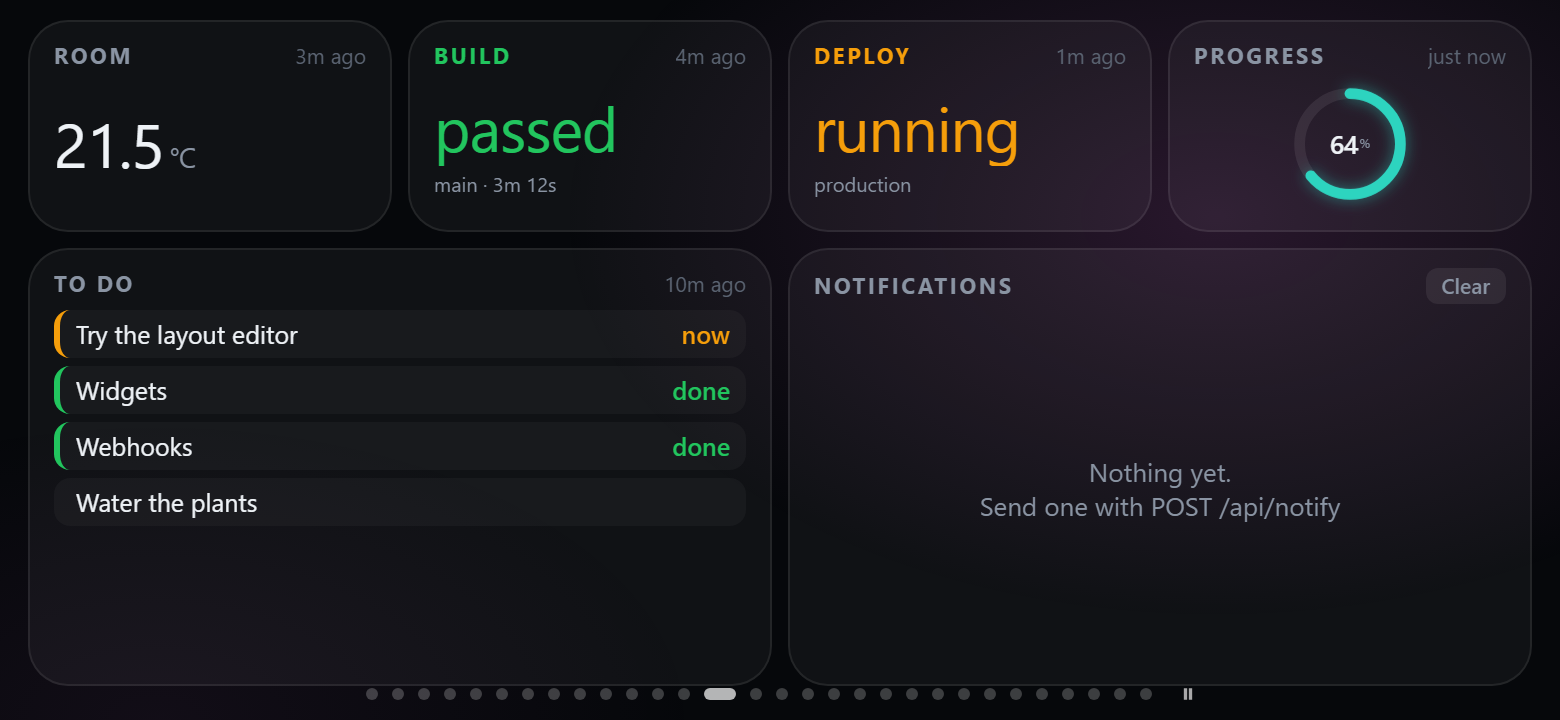 ROOM 3m ago
21.5 °C
BUILD 4m ago
passed
main · 3m 12s
DEPLOY 1m ago
running
production
PROGRESS just now
64%
TO DO 10m ago
Try the layout editor now
Widgets done
Webhooks done
Water the plants
NOTIFICATIONS Clear
Nothing yet.
Send one with POST /api/notify